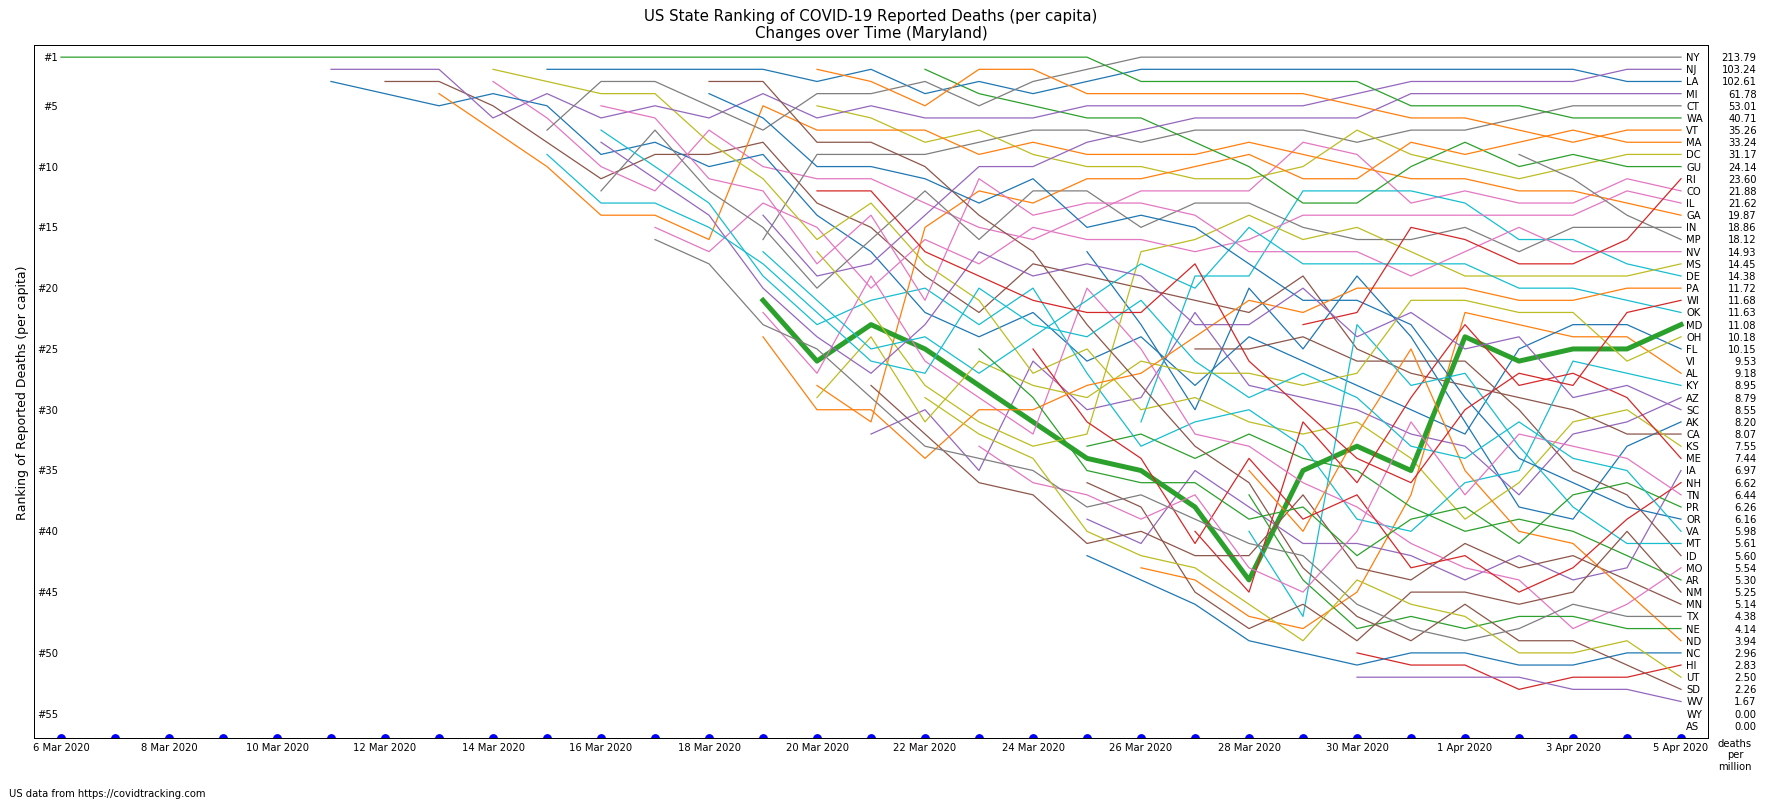 US State Ranking of COVID-19 Reported Deaths (per capita)
Changes over Time (Maryland)
Ranking of Reported Deaths (per capita)
#1
#5
#10
#15
#20
#25
#30
#35
#40
#45
#50
#55
NY 213.79
NJ 103.24
LA 102.61
MI 61.78
CT 53.01
WA 40.71
VT 35.26
MA 33.24
DC 31.17
GU 24.14
RI 23.60
CO 21.88
IL 21.62
GA 19.87
IN 18.86
MP 18.12
NV 14.93
MS 14.45
DE 14.38
PA 11.72
WI 11.68
OK 11.63
MD 11.08
OH 10.18
FL 10.15
VI 9.53
AL 9.18
KY 8.95
AZ 8.79
SC 8.55
AK 8.20
CA 8.07
KS 7.55
ME 7.44
IA 6.97
NH 6.62
TN 6.44
PR 6.26
OR 6.16
VA 5.98
MT 5.61
ID 5.60
MO 5.54
AR 5.30
NM 5.25
MN 5.14
TX 4.38
NE 4.14
ND 3.94
NC 2.96
HI 2.83
UT 2.50
SD 2.26
WV 1.67
WY 0.00
AS 0.00
6 Mar 2020 8 Mar 2020 10 Mar 2020 12 Mar 2020 14 Mar 2020 16 Mar 2020 18 Mar 2020 20 Mar 2020 22 Mar 2020 24 Mar 2020 26 Mar 2020 28 Mar 2020 30 Mar 2020 1 Apr 2020 3 Apr 2020 5 Apr 2020
deaths
per
million
US data from https://covidtracking.com